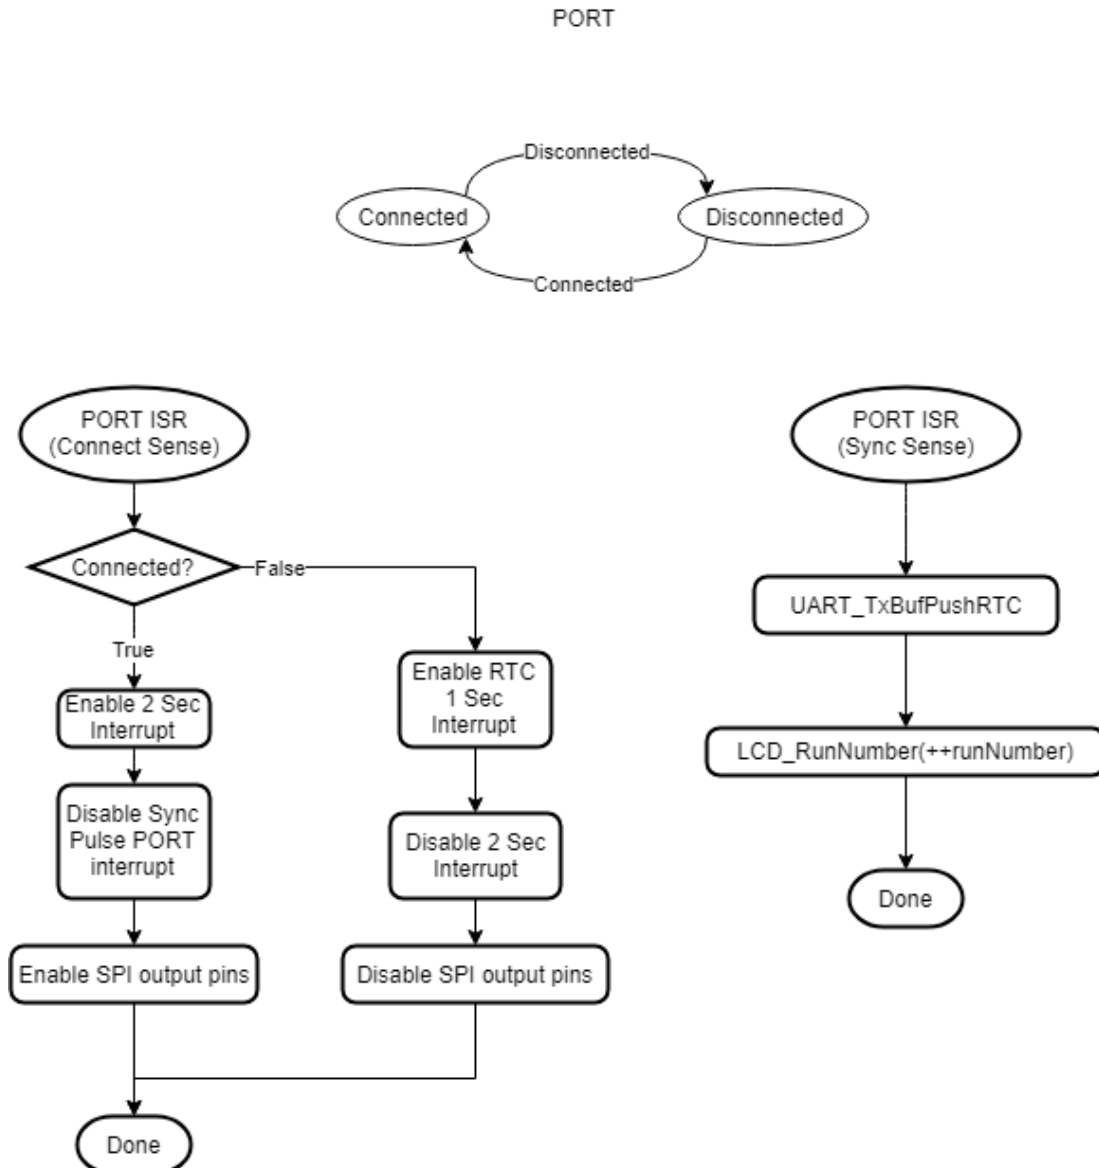 PORT
Disconnected
Connected
Disconnected
Connected
PORT ISR
(Connect Sense)
Connected?
False
True
Enable 2 Sec
Interrupt
Disable Sync
Pulse PORT
interrupt
Enable SPI output pins
Enable RTC
1 Sec
Interrupt
Disable 2 Sec
Interrupt
Disable SPI output pins
Done
PORT ISR
(Sync Sense)
UART_TxBufPushRTC
LCD_RunNumber(++runNumber)
Done